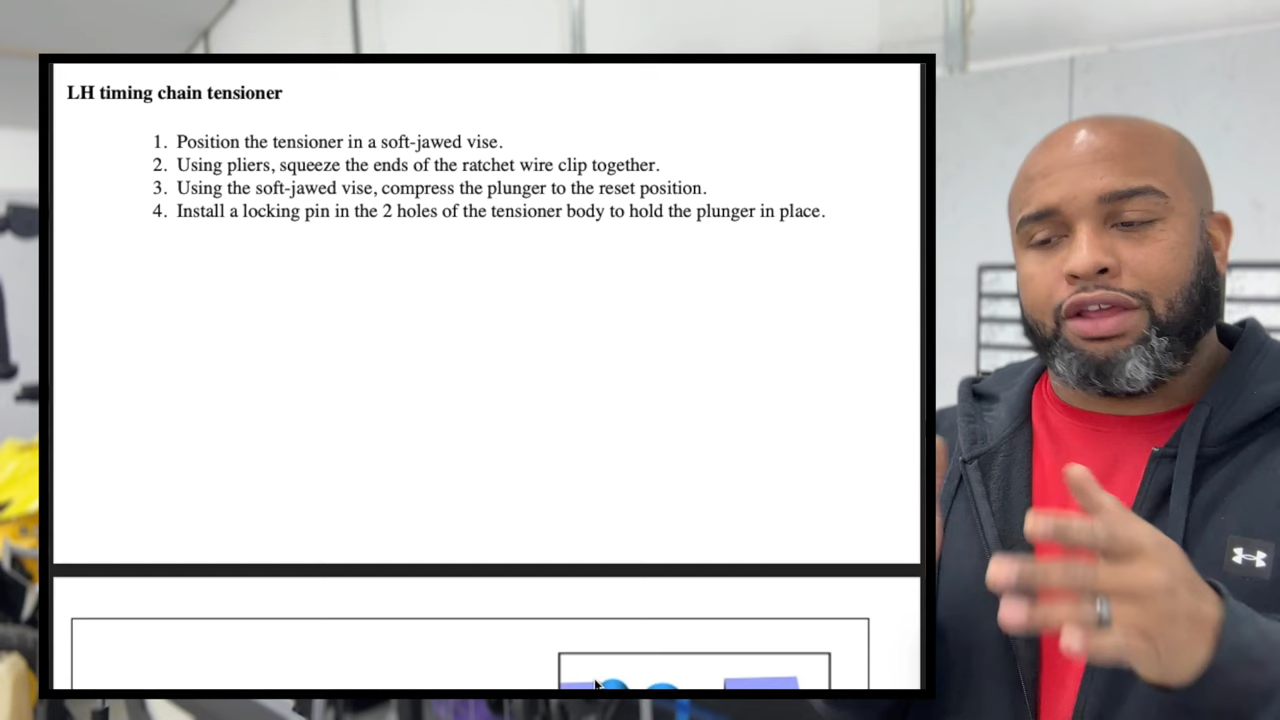 LH timing chain tensioner
1. Position the tensioner in a soft-jawed vise.
2. Using pliers, squeeze the ends of the ratchet wire clip together.
3. Using the soft-jawed vise, compress the plunger to the reset position.
4. Install a locking pin in the 2 holes of the tensioner body to hold the plunger in place.